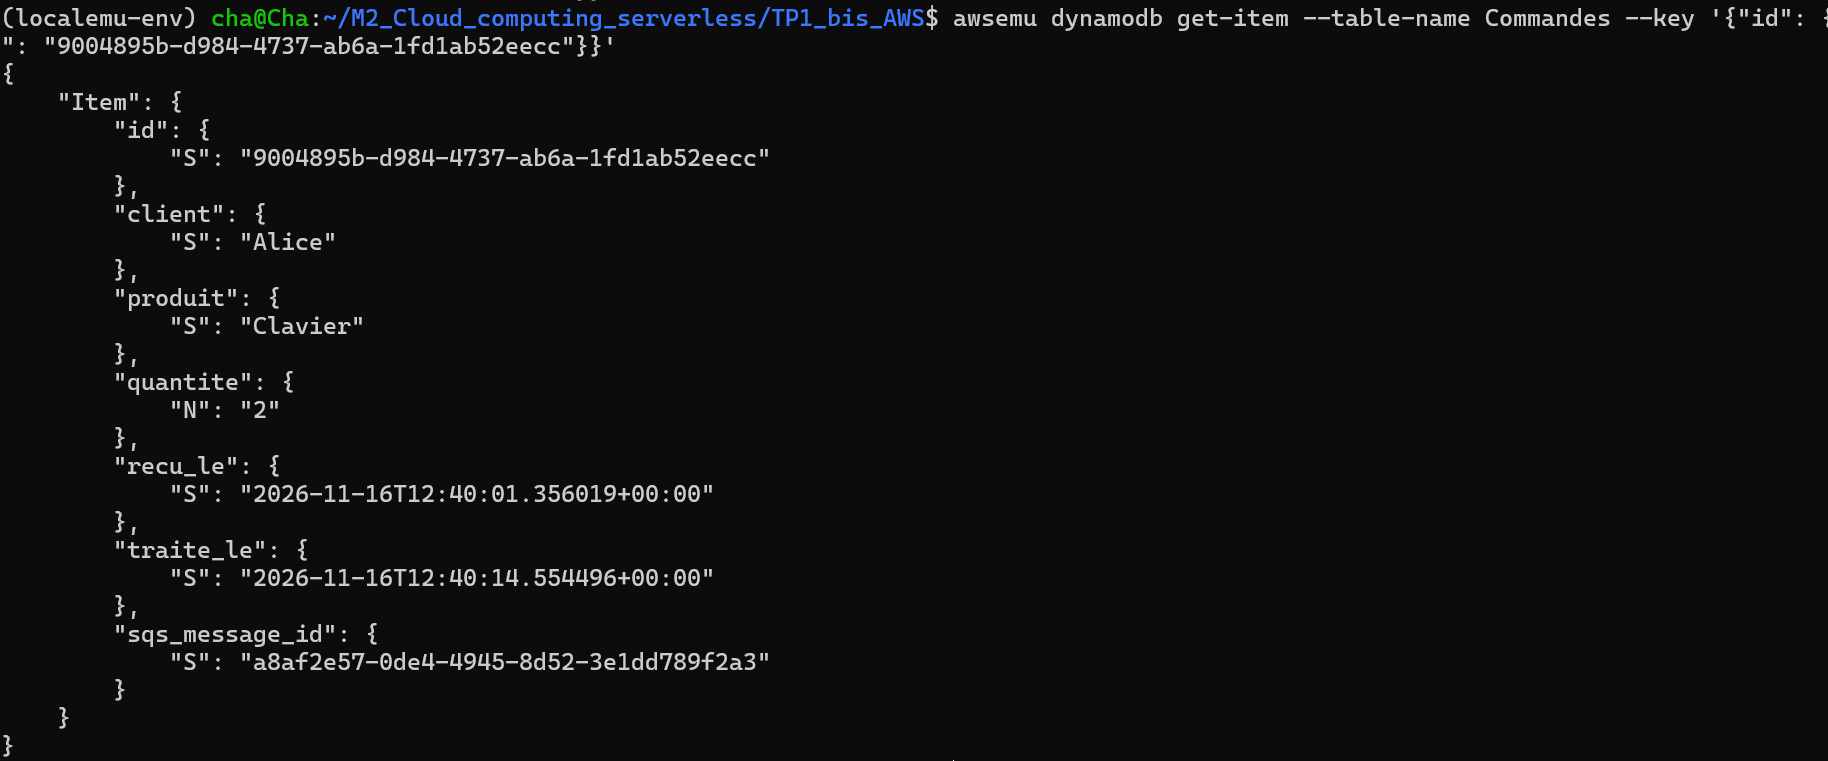 (localemu-env) cha@Cha:~/M2_Cloud_computing_serverless/TP1_bis_AWS$ awsemu dynamodb get-item --table-name Commandes --key '{"id": {
": "9004895b-d984-4737-ab6a-1fd1ab52eecc"}}'
{
    "Item": {
        "id": {
            "S": "9004895b-d984-4737-ab6a-1fd1ab52eecc"
        },
        "client": {
            "S": "Alice"
        },
        "produit": {
            "S": "Clavier"
        },
        "quantite": {
            "N": "2"
        },
        "recu_le": {
            "S": "2026-11-16T12:40:01.356019+00:00"
        },
        "traite_le": {
            "S": "2026-11-16T12:40:14.554496+00:00"
        },
        "sqs_message_id": {
            "S": "a8af2e57-0de4-4945-8d52-3e1dd789f2a3"
        }
    }
}